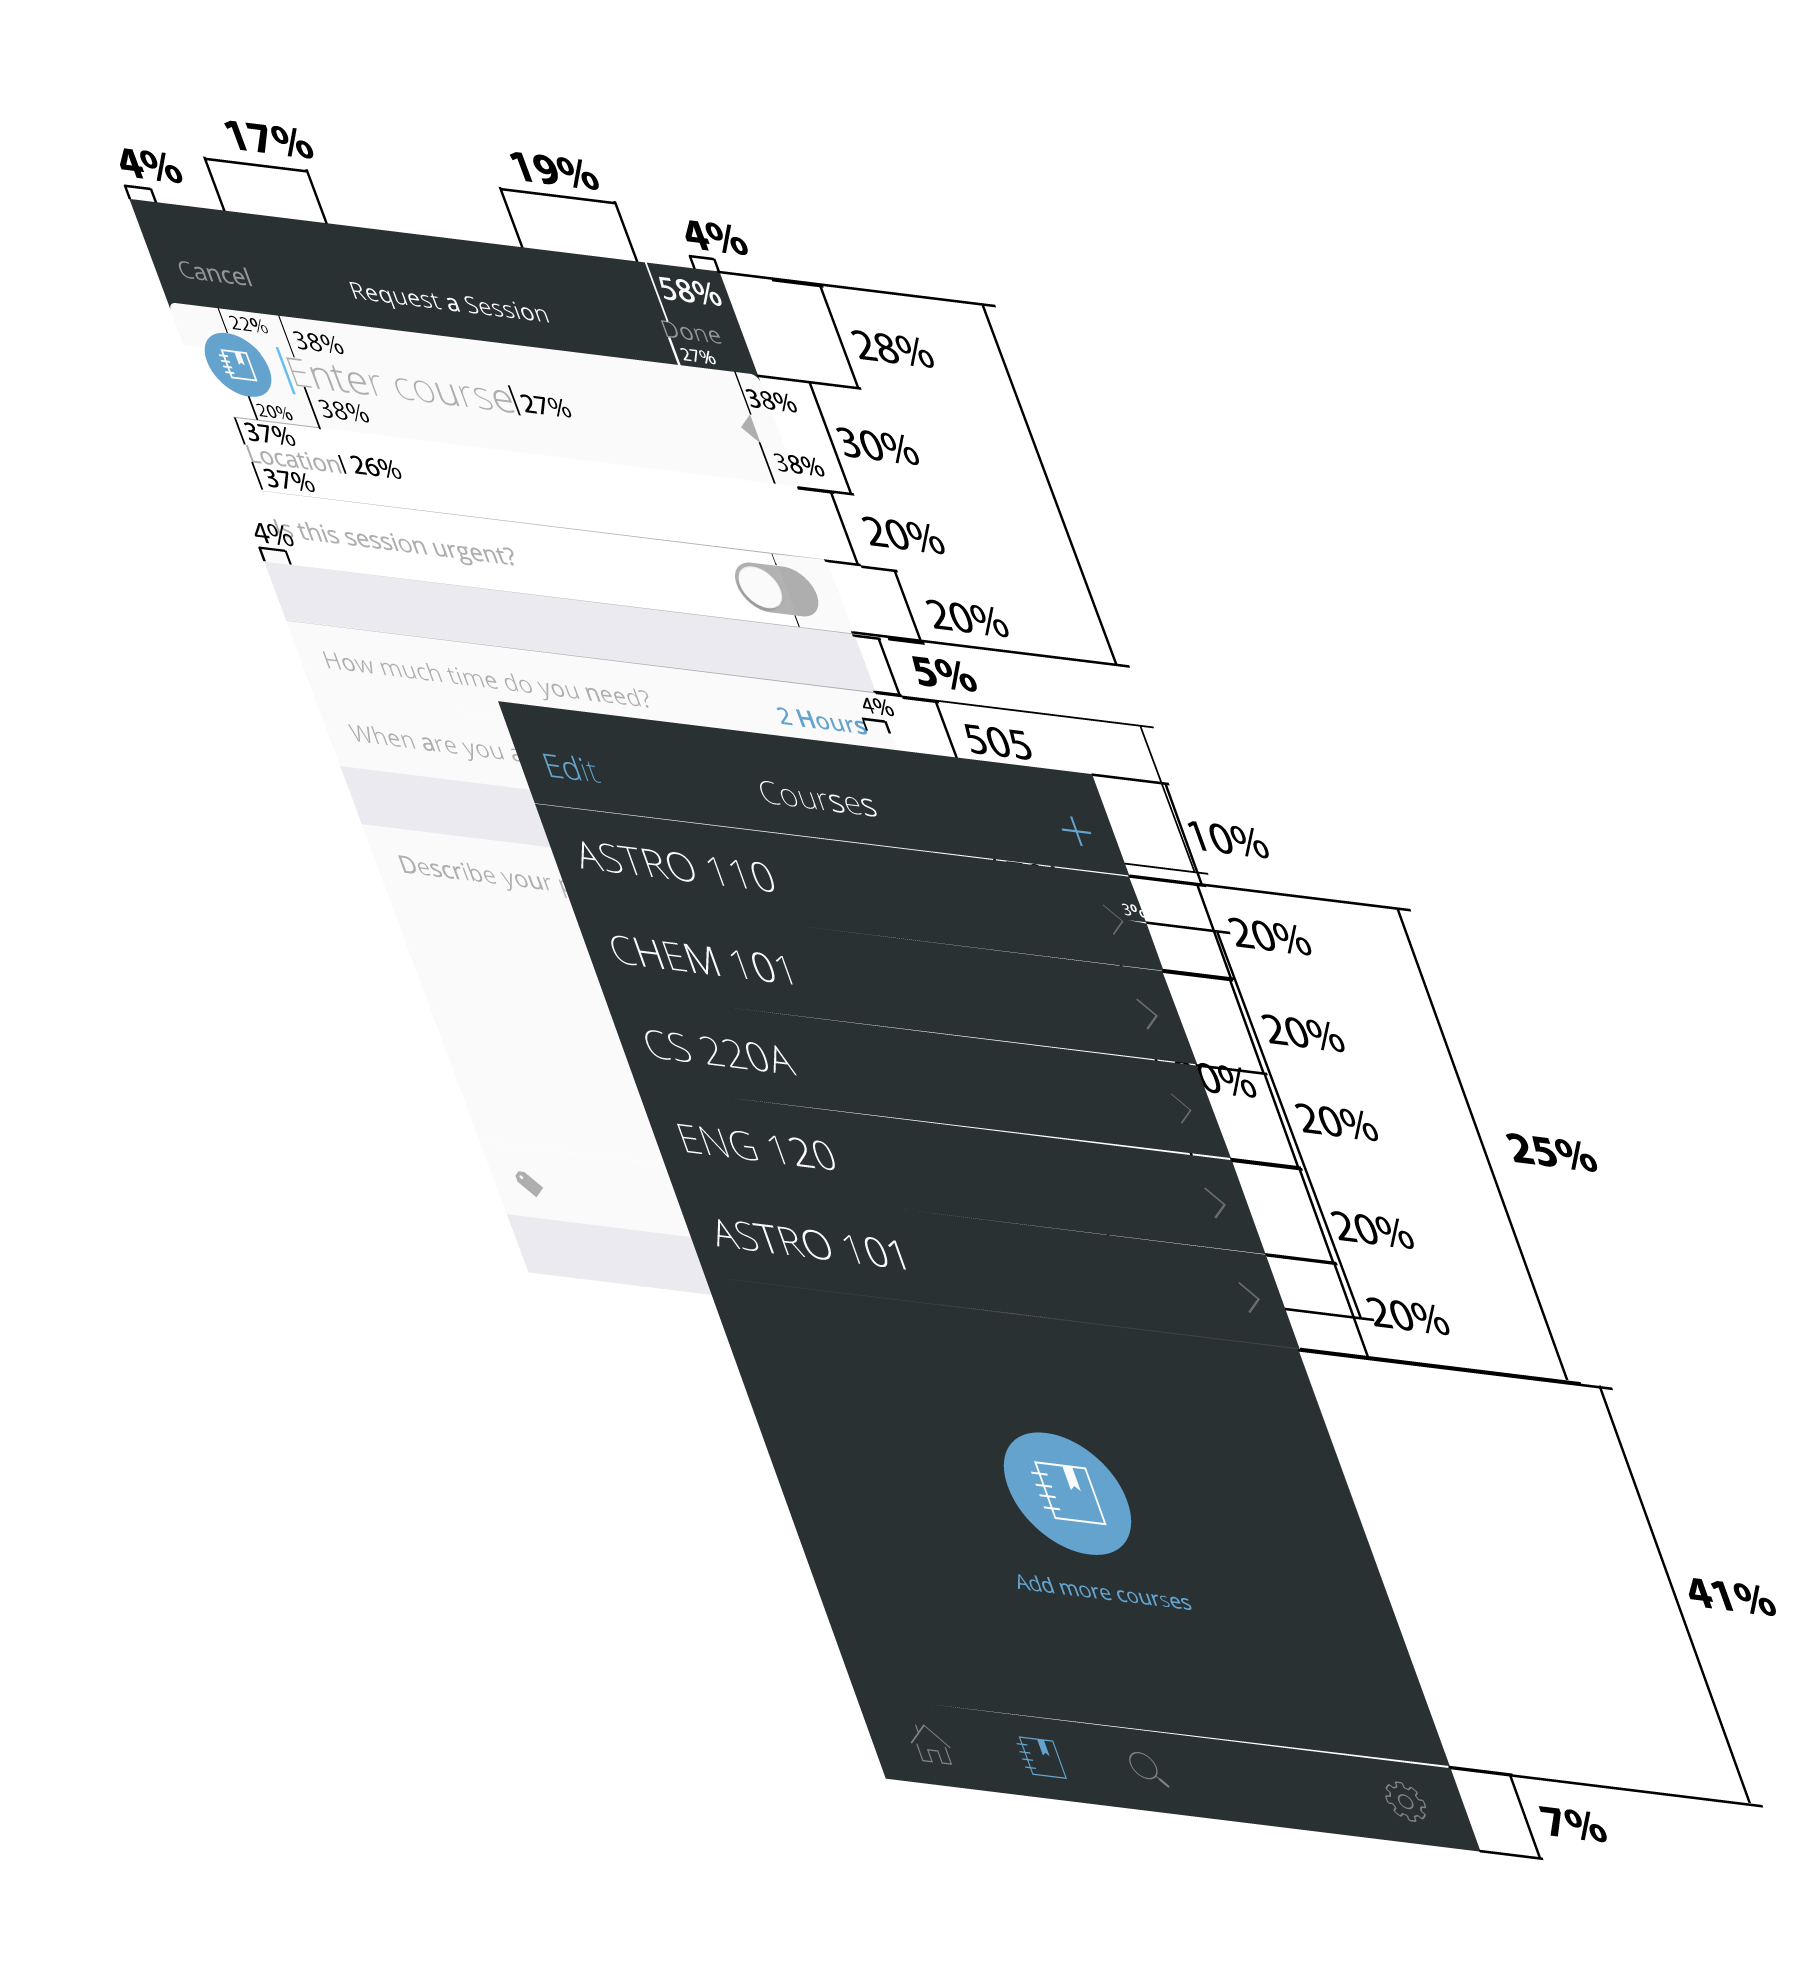 4%
17%
19%
4%
Cancel
Request a Session
58%
Done
27%
28%
22%
38%
Enter course
27%
38%
20%
38%
30%
37%
Location
26%
38%
37%
20%
4%
Is this session urgent?
20%
5%
How much time do you need?
4%
2 Hours
505
When are you
Edit
Courses
10%
ASTRO 110
Describe your
20%
CHEM 101
20%
CS 220A
0%
20%
ENG 120
25%
20%
ASTRO 101
20%
Add more courses
41%
7%